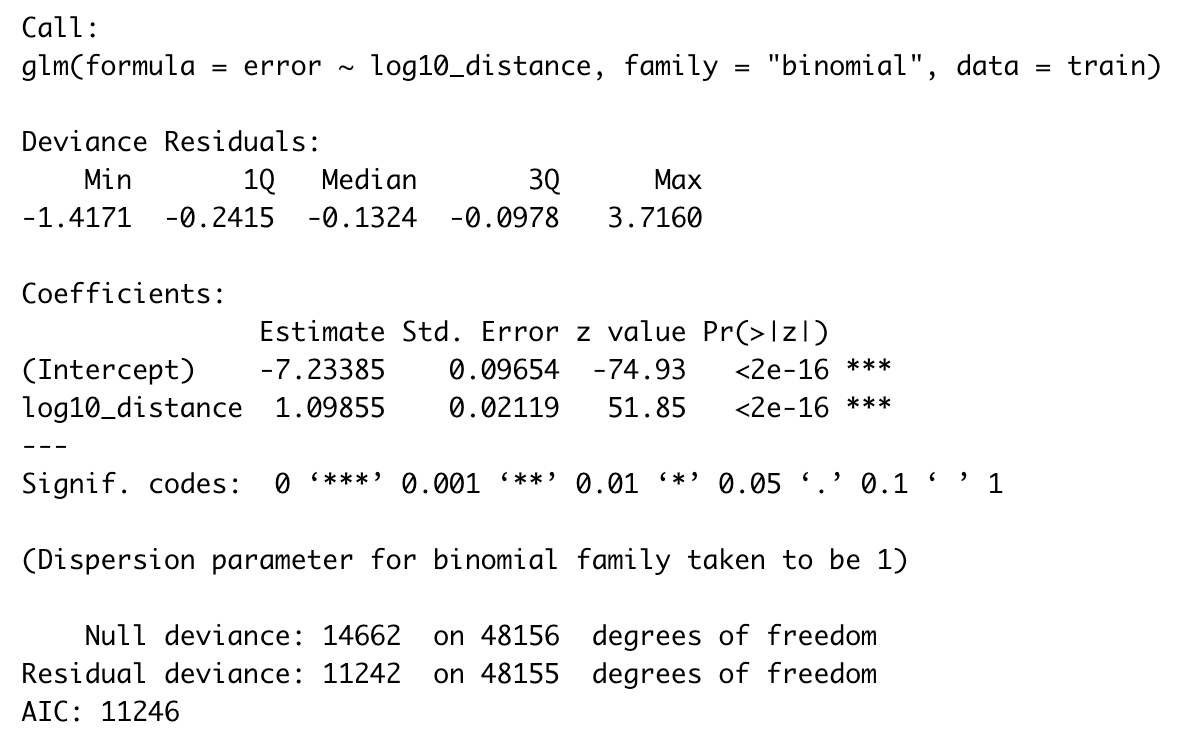 Call:
glm(formula = error ~ log10_distance, family = "binomial", data = train)
Deviance Residuals:
    Min       1Q   Median       3Q      Max
-1.4171  -0.2415  -0.1324  -0.0978   3.7160
Coefficients:
               Estimate Std. Error z value Pr(>|z|)
(Intercept)    -7.23385    0.09654  -74.93   <2e-16 ***
log10_distance  1.09855    0.02119   51.85   <2e-16 ***
---
Signif. codes:  0 ‘***’ 0.001 ‘**’ 0.01 ‘*’ 0.05 ‘.’ 0.1 ‘ ’ 1
(Dispersion parameter for binomial family taken to be 1)
    Null deviance: 14662  on 48156  degrees of freedom
Residual deviance: 11242  on 48155  degrees of freedom
AIC: 11246